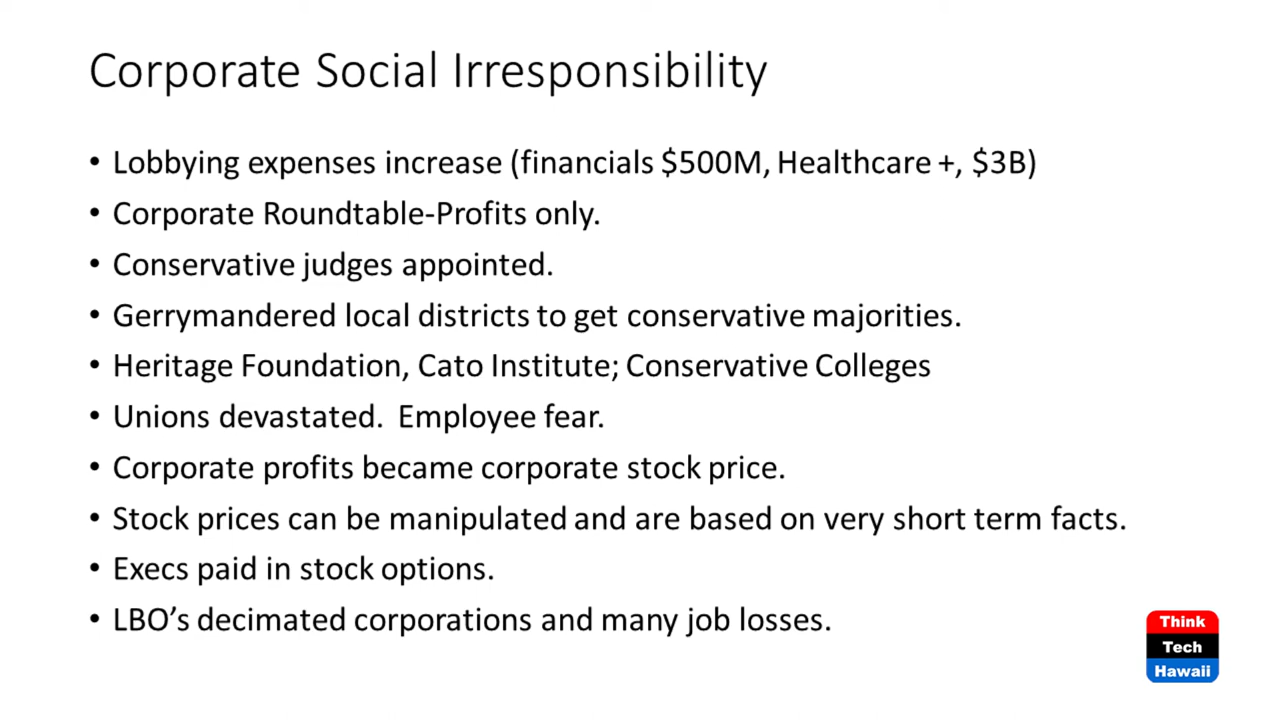 Corporate Social Irresponsibility
• Lobbying expenses increase (financials $500M, Healthcare +, $3B)
• Corporate Roundtable-Profits only.
• Conservative judges appointed.
• Gerrymandered local districts to get conservative majorities.
• Heritage Foundation, Cato Institute; Conservative Colleges
• Unions devastated.  Employee fear.
• Corporate profits became corporate stock price.
• Stock prices can be manipulated and are based on very short term facts.
• Execs paid in stock options.
• LBO’s decimated corporations and many job losses.
Think
Tech
Hawaii